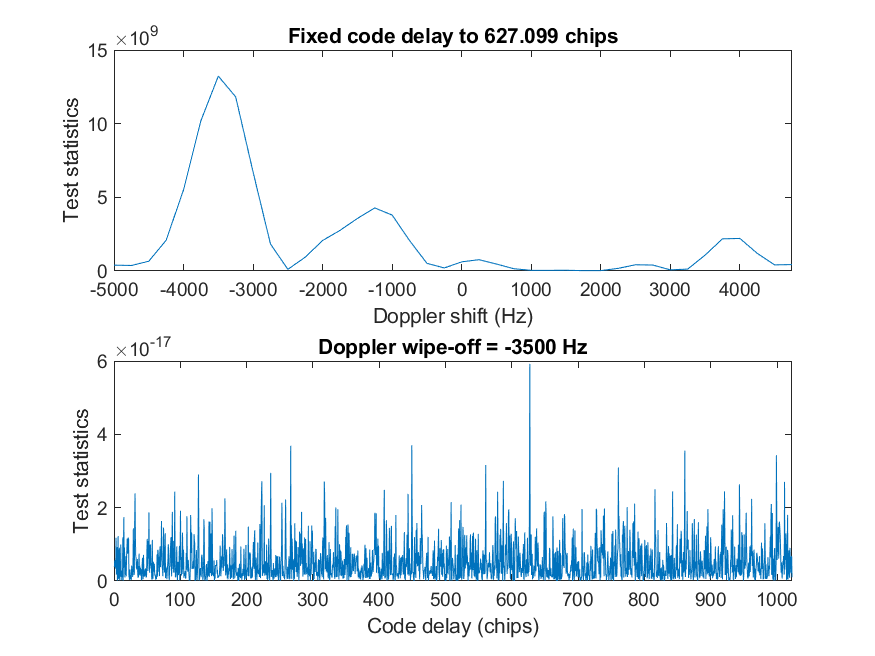 ×10^9
Fixed code delay to 627.099 chips
15
10
5
0
Test statistics
-5000 -4000 -3000 -2000 -1000 0 1000 2000 3000 4000
Doppler shift (Hz)
×10^-17
Doppler wipe-off = -3500 Hz
6
4
2
0
Test statistics
0 100 200 300 400 500 600 700 800 900 1000
Code delay (chips)